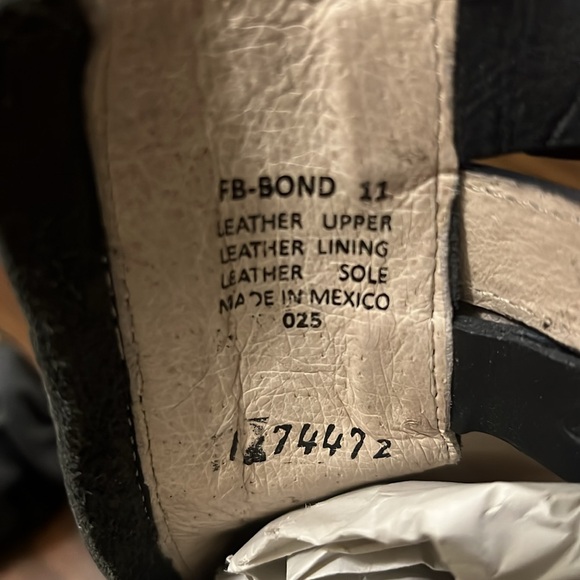 FB-BOND 11
LEATHER UPPER
LEATHER LINING
LEATHER SOLE
MADE IN MEXICO
025